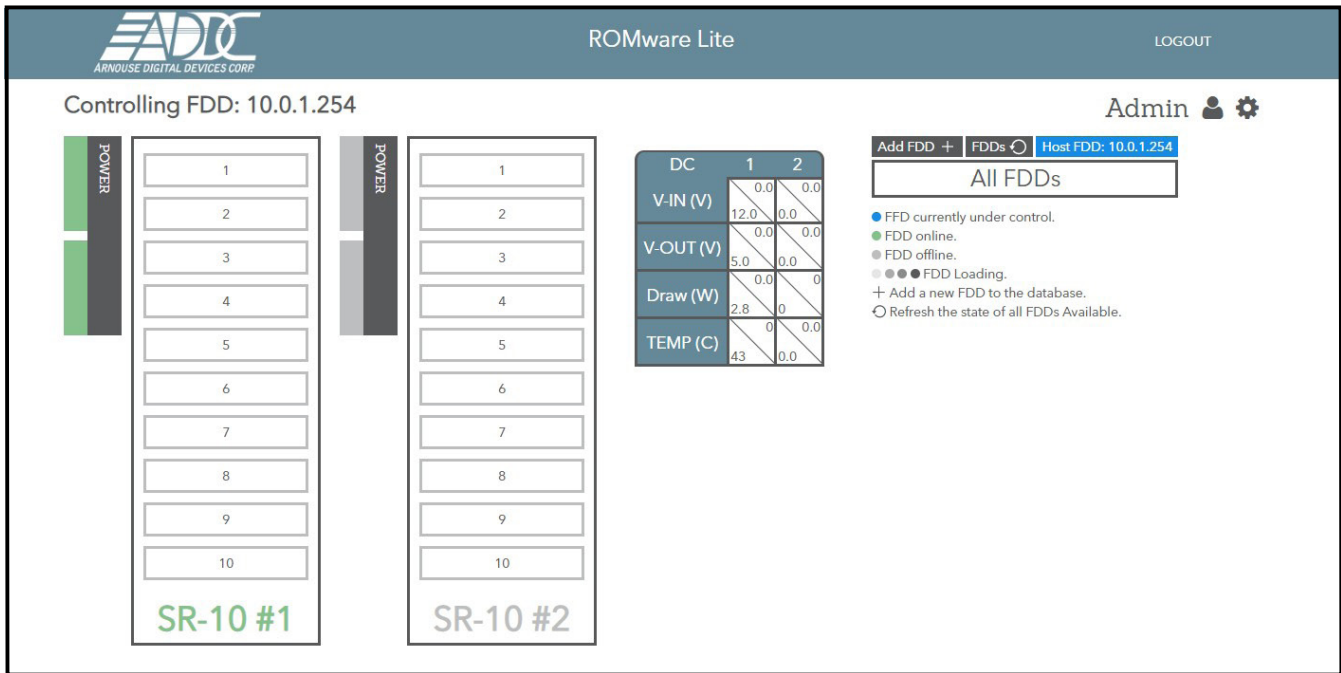 ADDC
ARNOUSE DIGITAL DEVICES CORP.
ROMware Lite
LOGOUT
Controlling FDD: 10.0.1.254
Admin
POWER
1
2
3
4
5
6
7
8
9
10
SR-10 #1
POWER
1
2
3
4
5
6
7
8
9
10
SR-10 #2
DC 1 2
V-IN (V) 0.0 12.0 0.0 0.0
V-OUT (V) 0.0 5.0 0.0 0.0
Draw (W) 0.0 2.8 0 0
TEMP (C) 0 43 0.0 0.0
Add FDD + FDDs Host FDD: 10.0.1.254
All FDDs
FFD currently under control.
FDD online.
FDD offline.
FDD Loading.
+ Add a new FDD to the database.
Refresh the state of all FDDs Available.